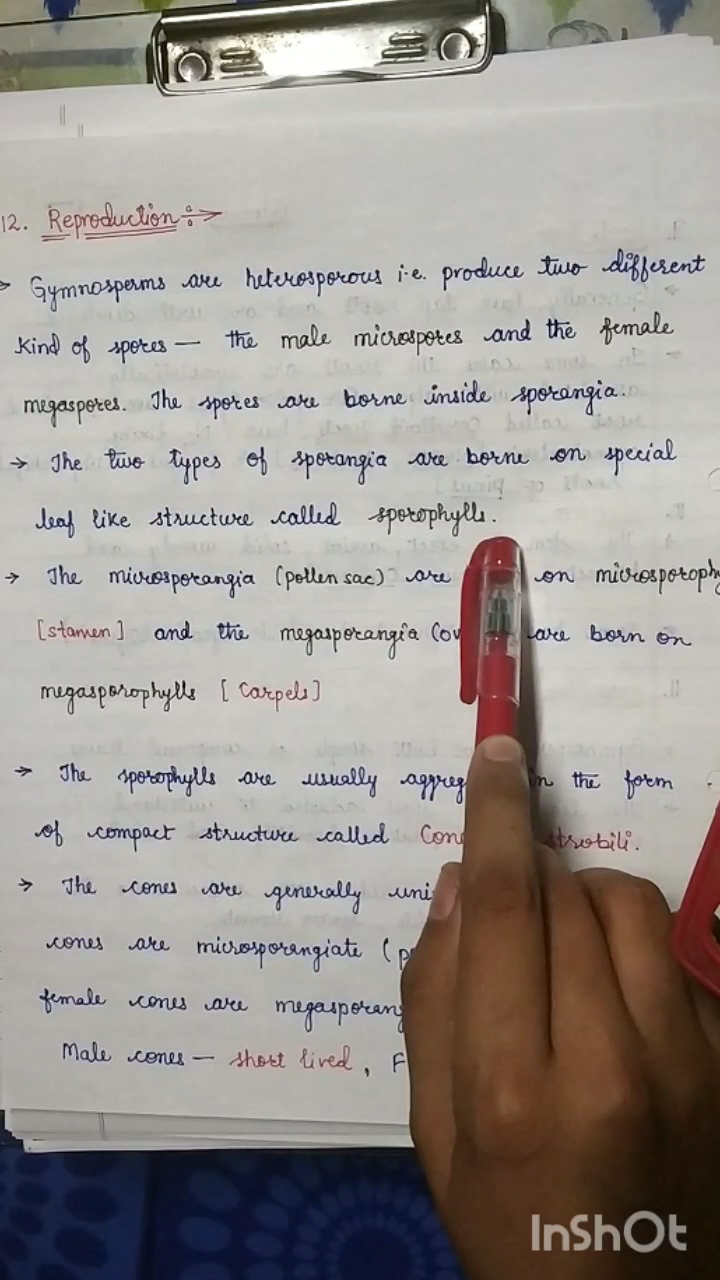 12. Reproduction
→ Gymnosperms are heterosporous i.e. produce two different
kind of spores — the male microspores and the female
megaspores. The spores are borne inside sporangia.
→ The two types of sporangia are borne on special
leaf like structure called sporophylls.
→ The microsporangia (pollen sac) are on
[stamen] and the megasporangia are born on
megasporophylls [Carpels]
→ The sporophylls are usually in the form
of compact structure called strobili.
→ The cones are generally
cones are microsporangiate
female cones are
Male cones — short lived,
InShOt